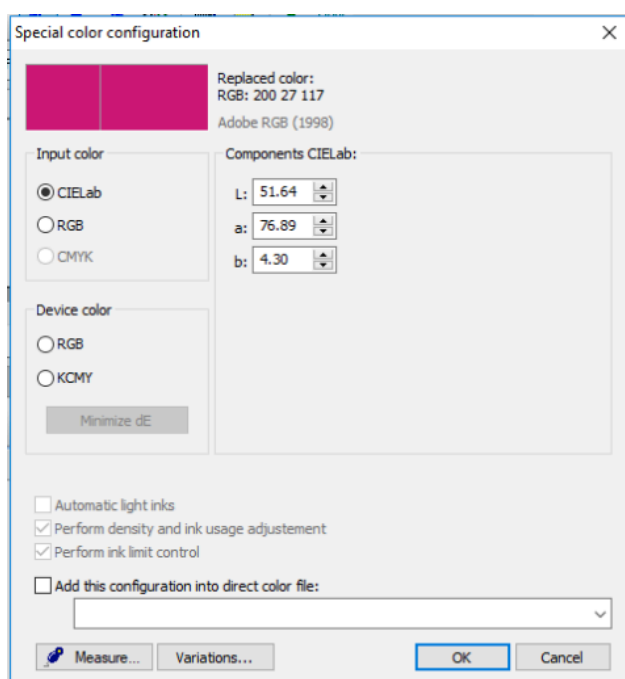 Special color configuration
Replaced color:
RGB: 200 27 117
Adobe RGB (1998)
Input color
CIELab
RGB
CMYK
Components CIELab:
L: 51.64
a: 76.89
b: 4.30
Device color
RGB
KCMY
Minimize dE
Automatic light inks
Perform density and ink usage adjustement
Perform ink limit control
Add this configuration into direct color file:
Measure...
Variations...
OK
Cancel